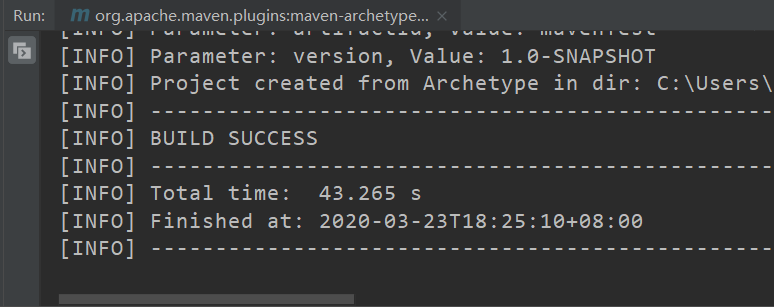 Run: m org.apache.maven.plugins:maven-archetype... ×
[INFO] Parameter: artifactId, Value: mavenTest
[INFO] Parameter: version, Value: 1.0-SNAPSHOT
[INFO] Project created from Archetype in dir: C:\Users\
[INFO] ------------------------------------------------
[INFO] BUILD SUCCESS
[INFO] ------------------------------------------------
[INFO] Total time:  43.265 s
[INFO] Finished at: 2020-03-23T18:25:10+08:00
[INFO] ------------------------------------------------